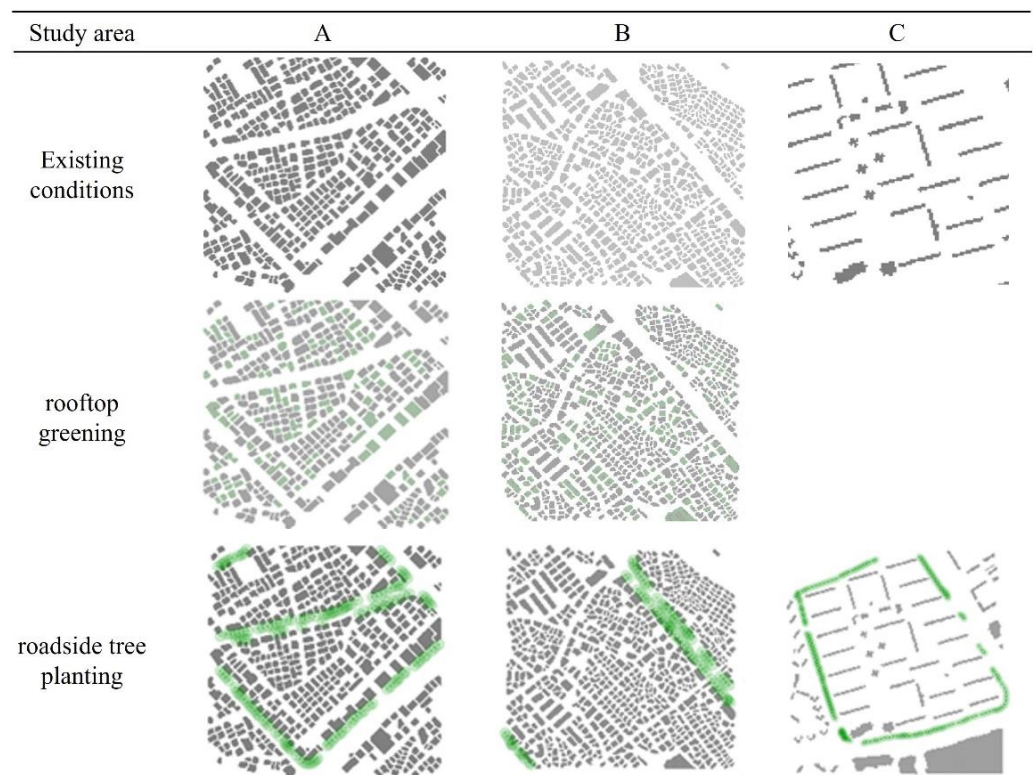 Study area A B C
Existing
conditions
rooftop
greening
roadside tree
planting